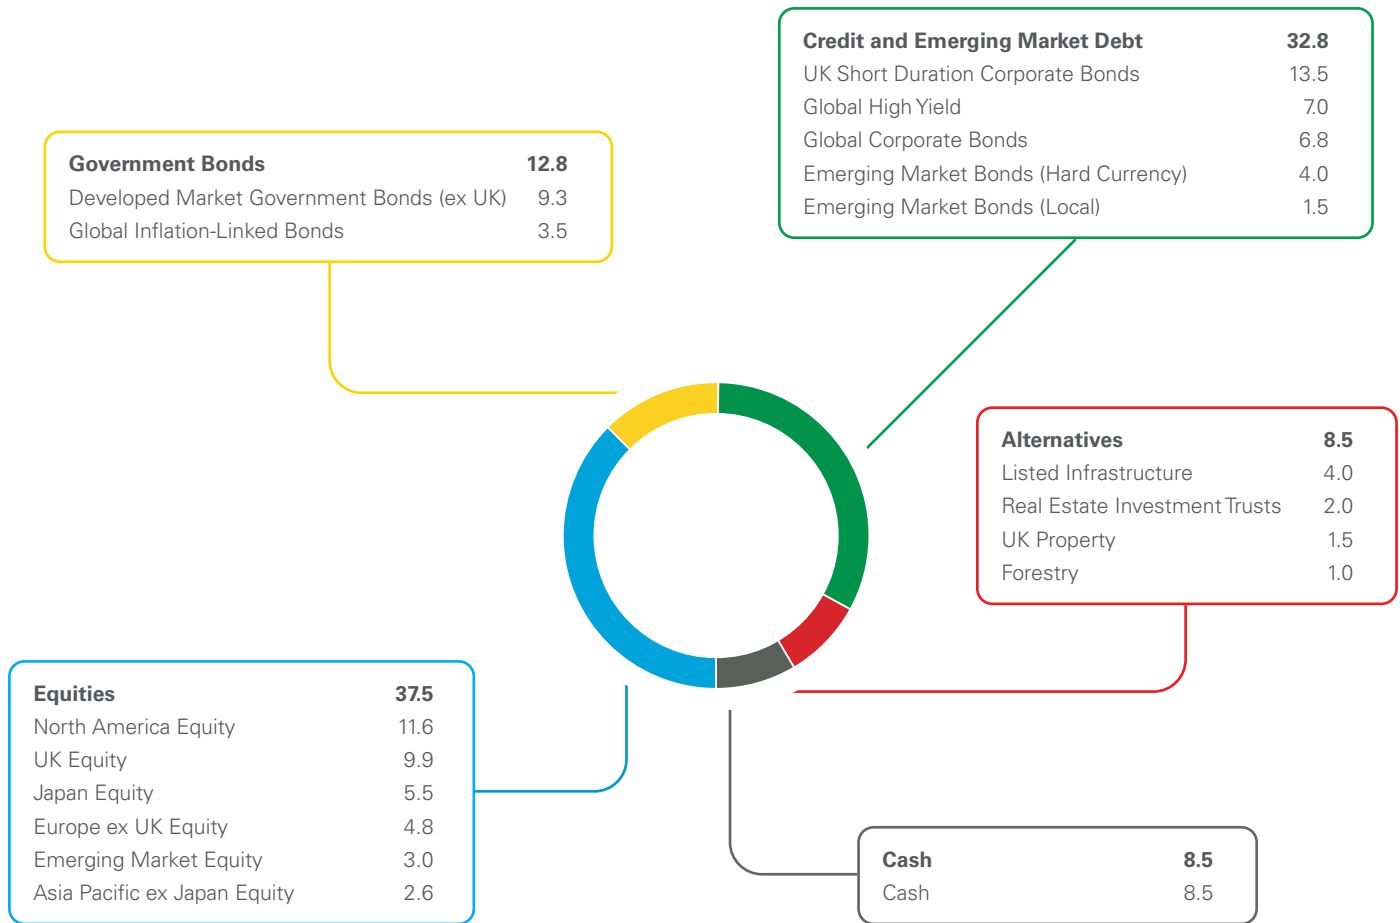 Credit and Emerging Market Debt 32.8
UK Short Duration Corporate Bonds 13.5
Global High Yield 7.0
Global Corporate Bonds 6.8
Emerging Market Bonds (Hard Currency) 4.0
Emerging Market Bonds (Local) 1.5
Government Bonds 12.8
Developed Market Government Bonds (ex UK) 9.3
Global Inflation-Linked Bonds 3.5
Alternatives 8.5
Listed Infrastructure 4.0
Real Estate Investment Trusts 2.0
UK Property 1.5
Forestry 1.0
Equities 37.5
North America Equity 11.6
UK Equity 9.9
Japan Equity 5.5
Europe ex UK Equity 4.8
Emerging Market Equity 3.0
Asia Pacific ex Japan Equity 2.6
Cash 8.5
Cash 8.5